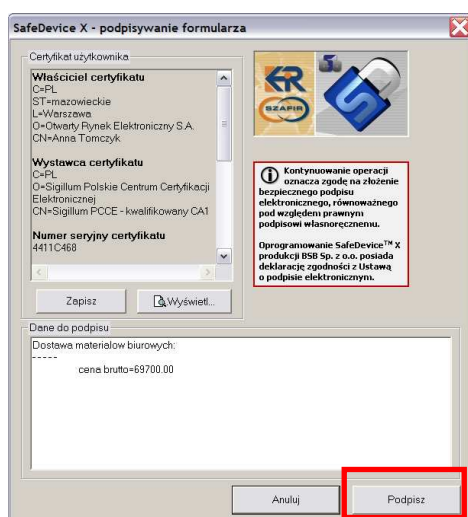 SafeDevice X - podpisywanie formularza
Certyfikat użytkownika
Właściciel certyfikatu
C=PL
ST=mazowieckie
L=Warszawa
O=Otwarty Rynek Elektroniczny S.A.
CN=Anna Tomczyk
Wystawca certyfikatu
C=PL
O=Sigillum Polskie Centrum Certyfikacji
Elektronicznej
CN=Sigillum PCCE - kwalifikowany CA1
Numer seryjny certyfikatu
4411C468
Zapisz
Wyświetl...
SZAFIR
Kontynuowanie operacji
oznacza zgodę na złożenie
bezpiecznego podpisu
elektronicznego, równoważnego
pod względem prawnym
podpisowi własnoręcznemu.
Oprogramowanie SafeDevice™ X
produkcji BSB Sp. z o.o. posiada
deklarację zgodności z Ustawą
o podpisie elektronicznym.
Dane do podpisu
Dostawa materialow biurowych:
-----
cena brutto=69700.00
Anuluj
Podpisz